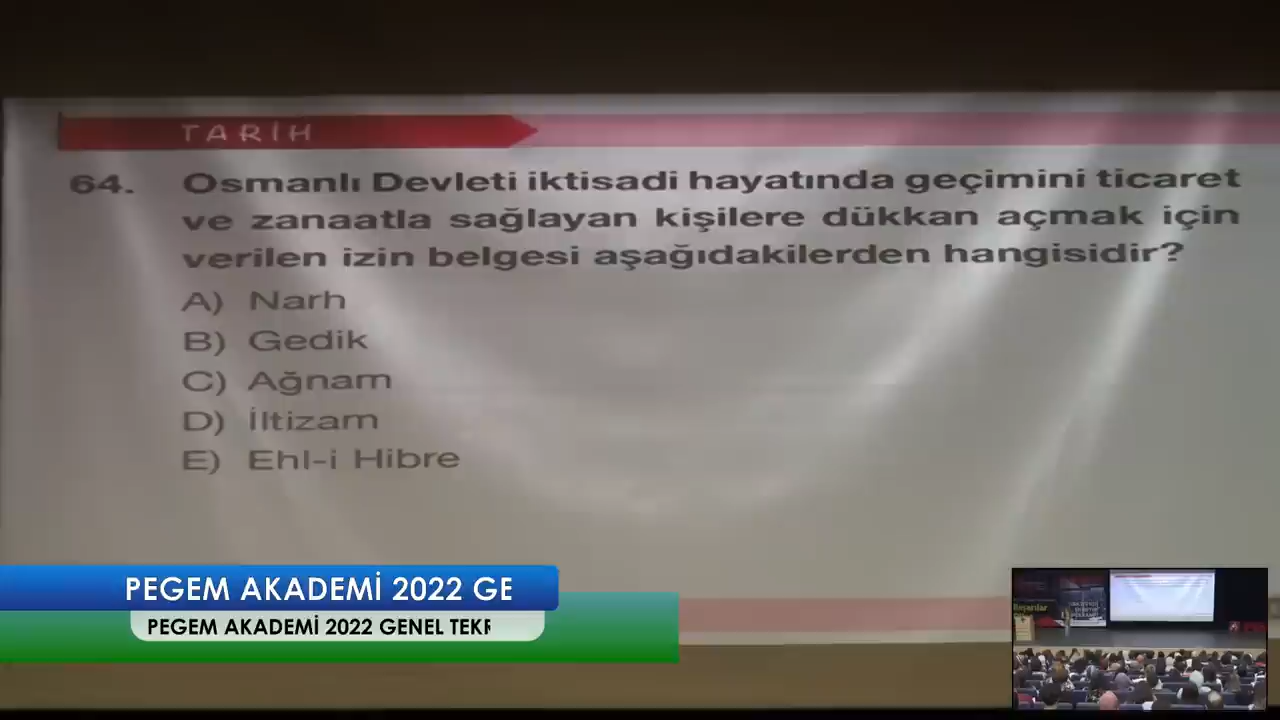 TARİH
64. Osmanlı Devleti iktisadi hayatında geçimini ticaret
ve zanaatla sağlayan kişilere dükkan açmak için
verilen izin belgesi aşağıdakilerden hangisidir?
A) Narh
B) Gedik
C) Ağnam
D) İltizam
E) Ehl-i Hibre
PEGEM AKADEMİ 2022 GE
PEGEM AKADEMİ 2022 GENEL TEKR
Başarılar